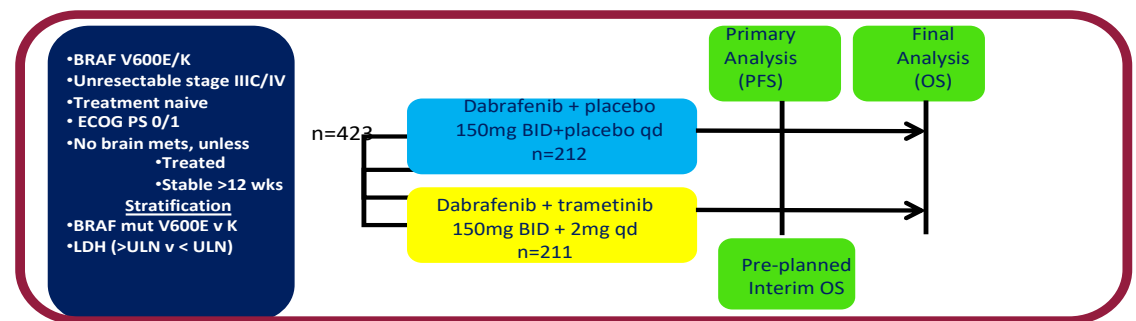 •BRAF V600E/K
•Unresectable stage IIIC/IV
•Treatment naive
• ECOG PS 0/1
•No brain mets, unless
•Treated
•Stable >12 wks
Stratification
•BRAF mut V600E v K
•LDH (>ULN v < ULN)
n=423
Dabrafenib + placebo
150mg BID+placebo qd
n=212
Dabrafenib + trametinib
150mg BID + 2mg qd
n=211
Primary
Analysis
(PFS)
Pre-planned
Interim OS
Final
Analysis
(OS)